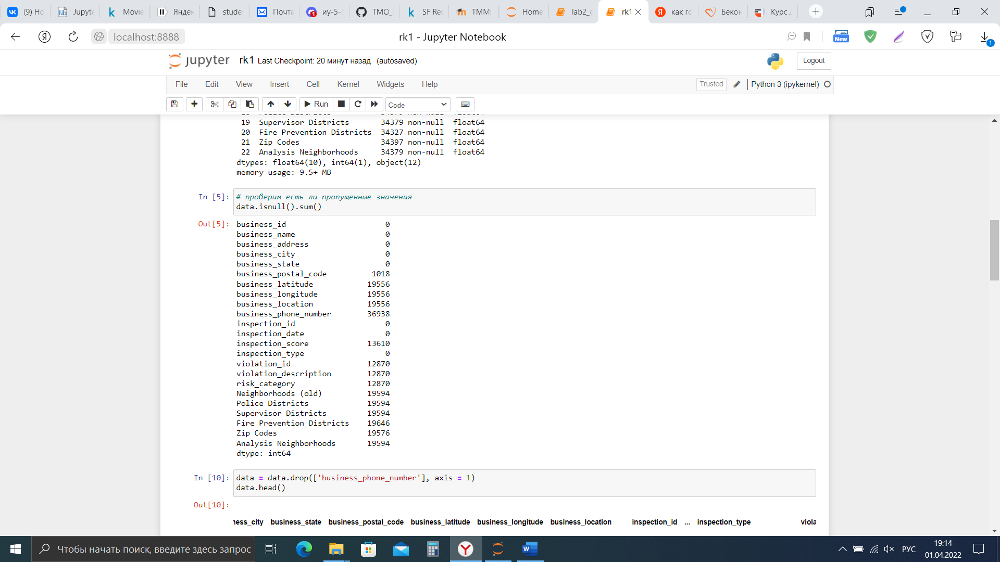 (9) Но
Jupyte
Movie
Яндек
studen
Почта
иу-5-5
TMO_
SF Res
TMM:
Home
lab2_c
rk1
как го
Бекон
Курс
localhost:8888
rk1 - Jupyter Notebook
New
1
jupyter rk1 Last Checkpoint: 20 минут назад (autosaved)
Logout
File Edit View Insert Cell Kernel Widgets Help
Trusted
Python 3 (ipykernel)
Run
Code
19 Supervisor Districts 34379 non-null float64
20 Fire Prevention Districts 34327 non-null float64
21 Zip Codes 34397 non-null float64
22 Analysis Neighborhoods 34379 non-null float64
dtypes: float64(10), int64(1), object(12)
memory usage: 9.5+ MB
In [5]: # проверим есть ли пропущенные значения
data.isnull().sum()
Out[5]: business_id 0
business_name 0
business_address 0
business_city 0
business_state 0
business_postal_code 1018
business_latitude 19556
business_longitude 19556
business_location 19556
business_phone_number 36938
inspection_id 0
inspection_date 0
inspection_score 13610
inspection_type 0
violation_id 12870
violation_description 12870
risk_category 12870
Neighborhoods (old) 19594
Police Districts 19594
Supervisor Districts 19594
Fire Prevention Districts 19646
Zip Codes 19576
Analysis Neighborhoods 19594
dtype: int64
In [10]: data = data.drop(['business_phone_number'], axis = 1)
data.head()
Out[10]:
ness_city business_state business_postal_code business_latitude business_longitude business_location inspection_id ... inspection_type viola
Чтобы начать поиск, введите здесь запрос
РУС
19:14
01.04.2022